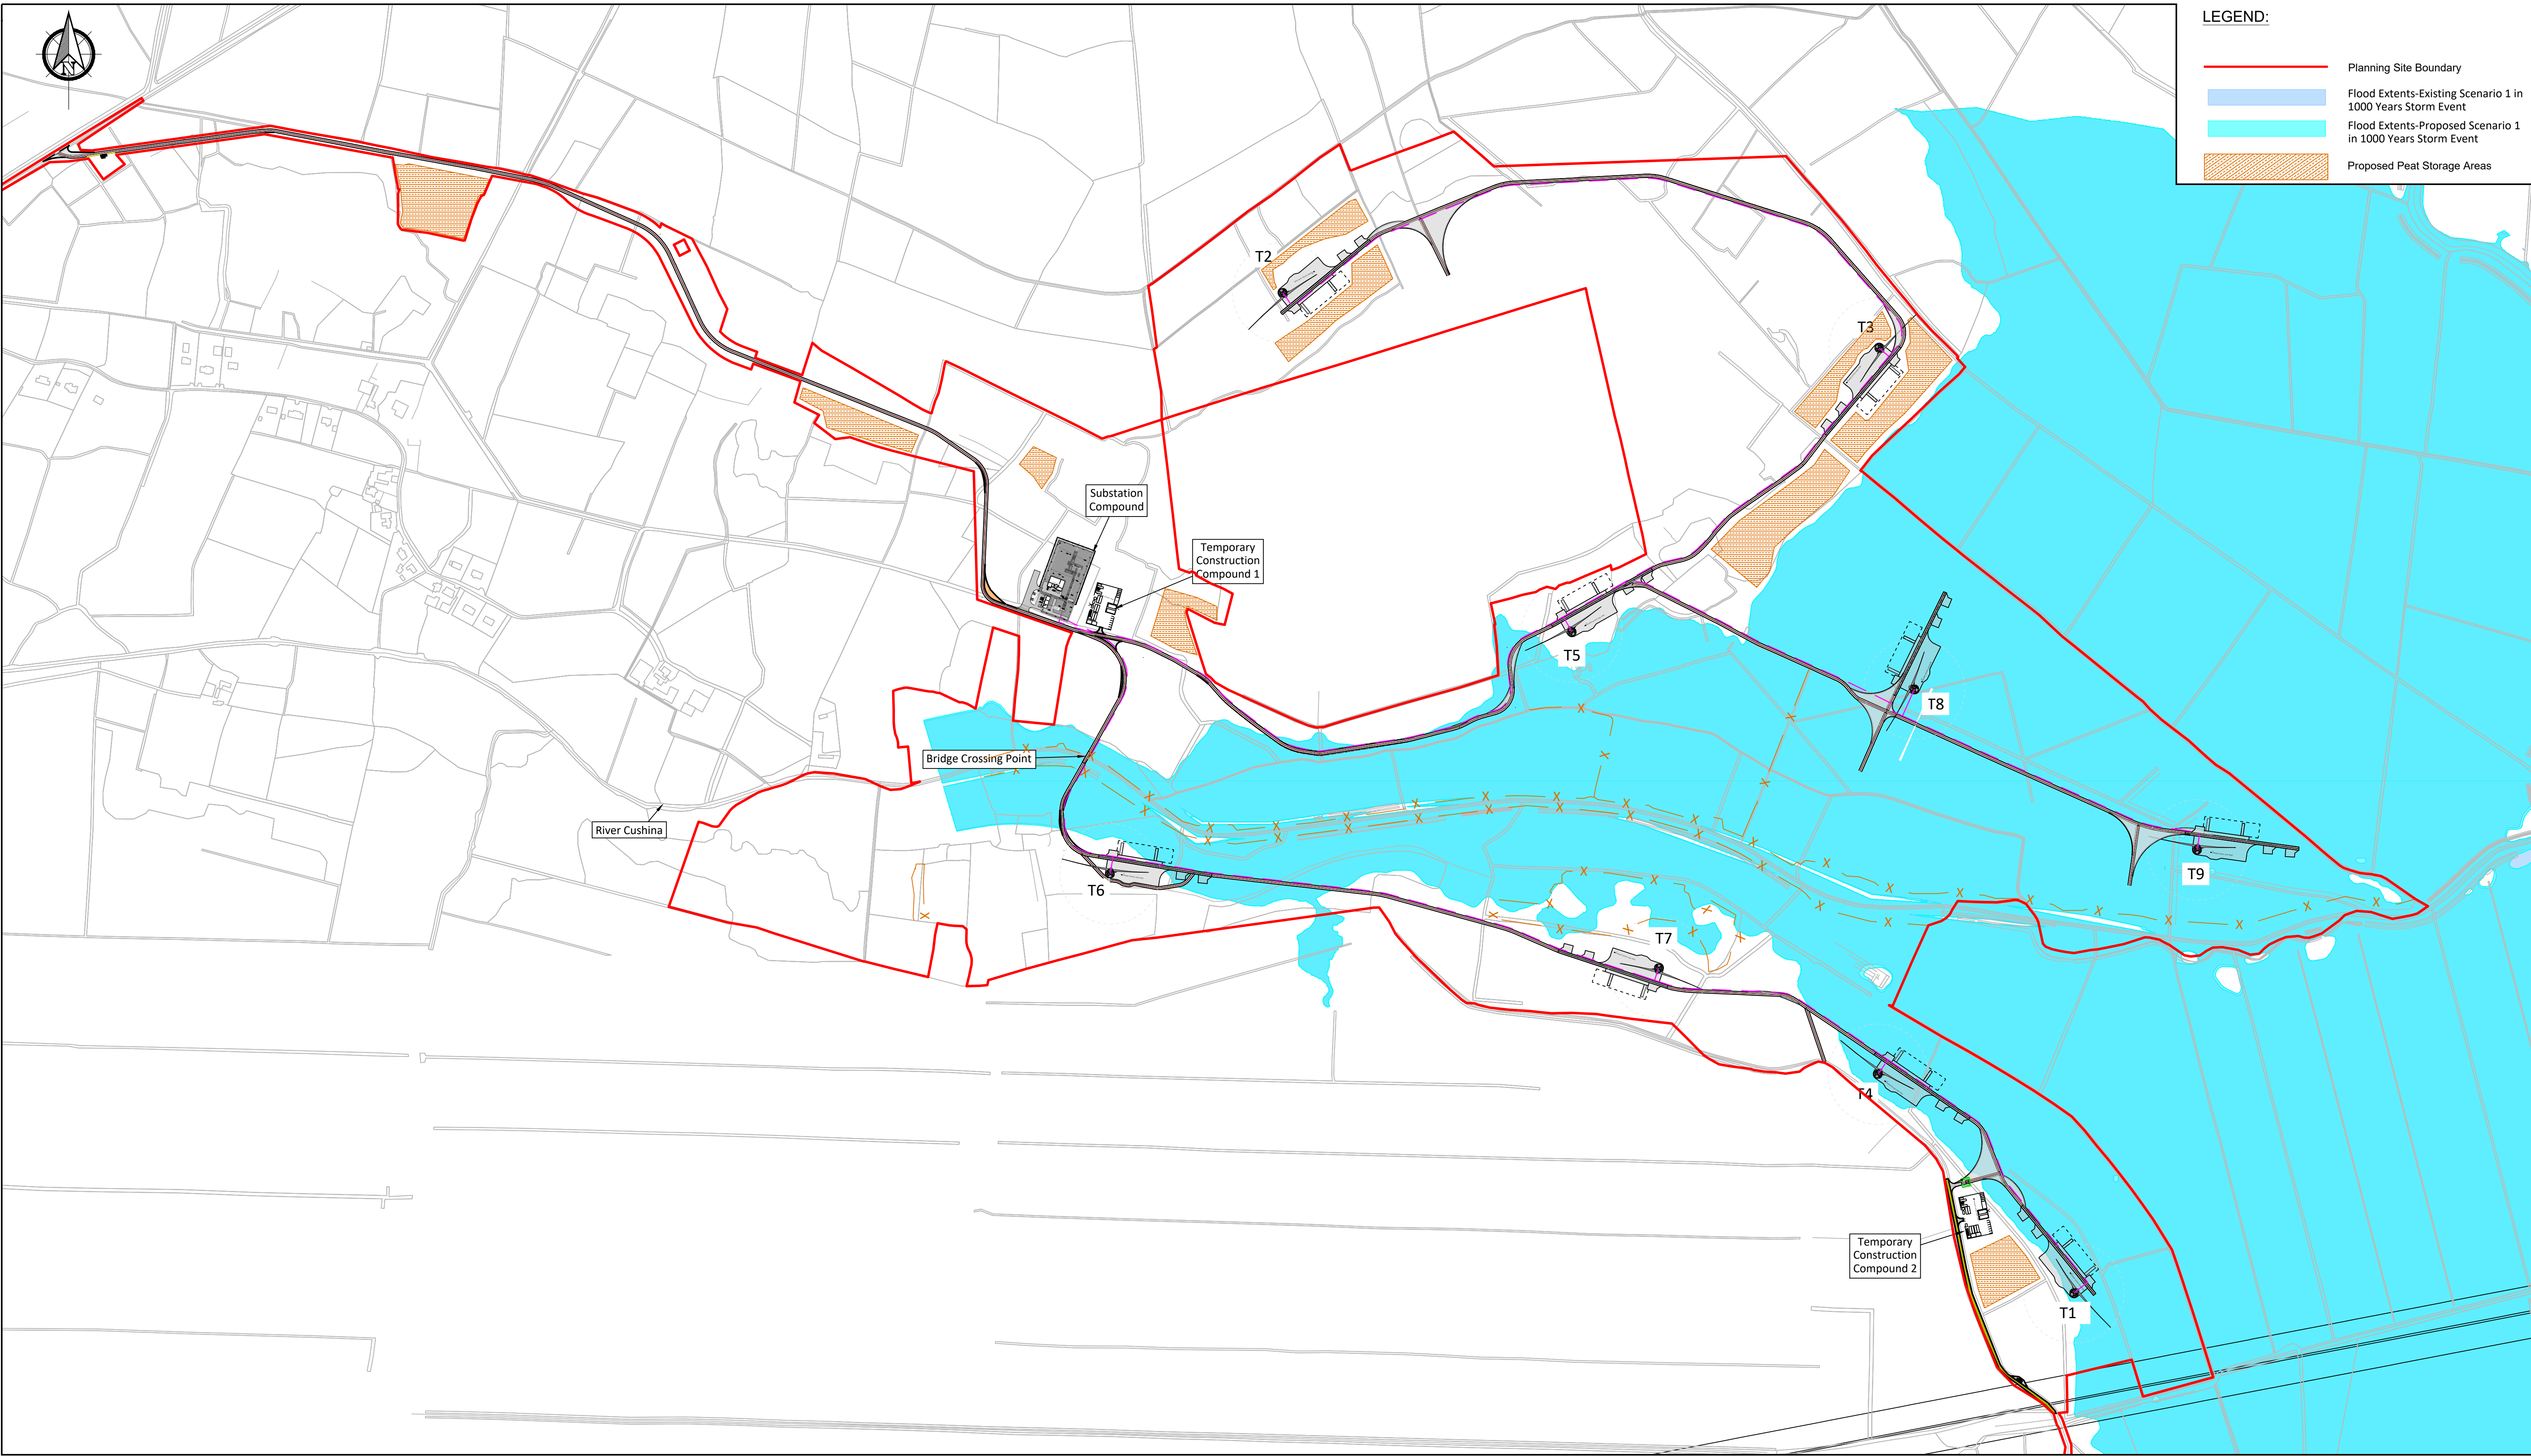 N
LEGEND:
Planning Site Boundary
Flood Extents-Existing Scenario 1 in
1000 Years Storm Event
Flood Extents-Proposed Scenario 1
in 1000 Years Storm Event
Proposed Peat Storage Areas
T2
T3
Substation
Compound
Temporary
Construction
Compound 1
T5
T8
Bridge Crossing Point
River Cushina
T6
T9
T7
T4
Temporary
Construction
Compound 2
T1